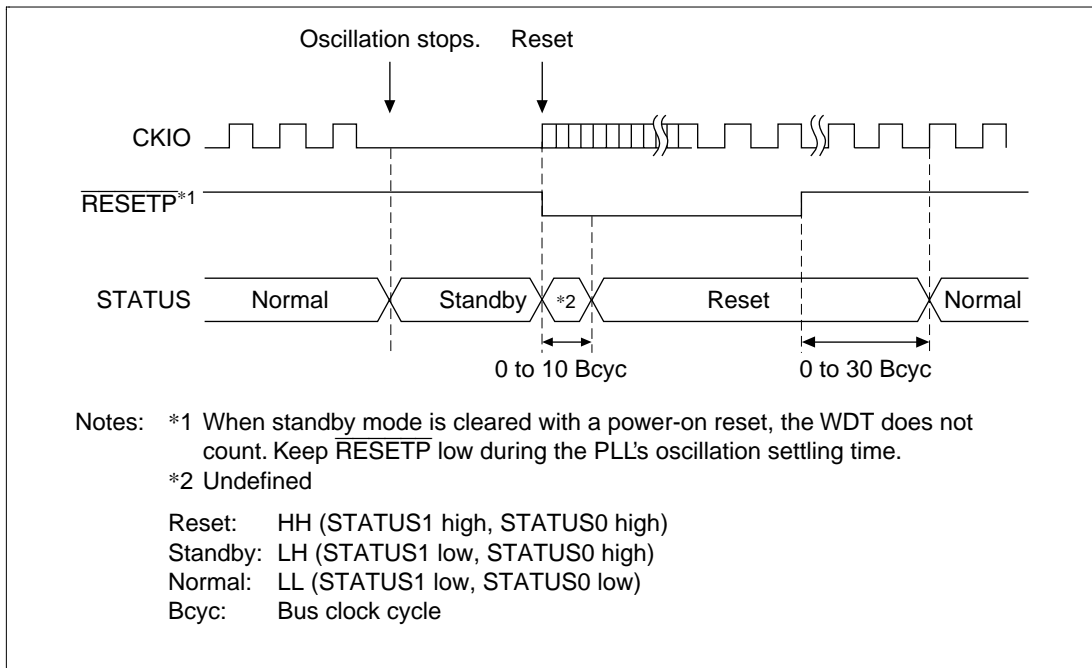 Oscillation stops. Reset
CKIO
RESETP*1
STATUS Normal Standby *2 Reset Normal
0 to 10 Bcyc 0 to 30 Bcyc
Notes: *1 When standby mode is cleared with a power-on reset, the WDT does not
count. Keep RESETP low during the PLL's oscillation settling time.
*2 Undefined
Reset: HH (STATUS1 high, STATUS0 high)
Standby: LH (STATUS1 low, STATUS0 high)
Normal: LL (STATUS1 low, STATUS0 low)
Bcyc: Bus clock cycle